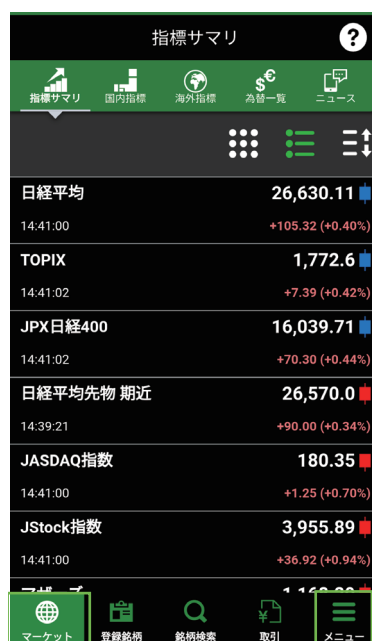 指標サマリ
?
指標サマリ 国内指標 海外指標 為替一覧 ニュース
日経平均 26,630.11
14:41:00 +105.32 (+0.40%)
TOPIX 1,772.6
14:41:02 +7.39 (+0.42%)
JPX日経400 16,039.71
14:41:02 +70.30 (+0.44%)
日経平均先物 期近 26,570.0
14:39:21 +90.00 (+0.34%)
JASDAQ指数 180.35
14:41:00 +1.25 (+0.70%)
JStock指数 3,955.89
14:41:00 +36.92 (+0.94%)
マーケット 登録銘柄 銘柄検索 取引 メニュー